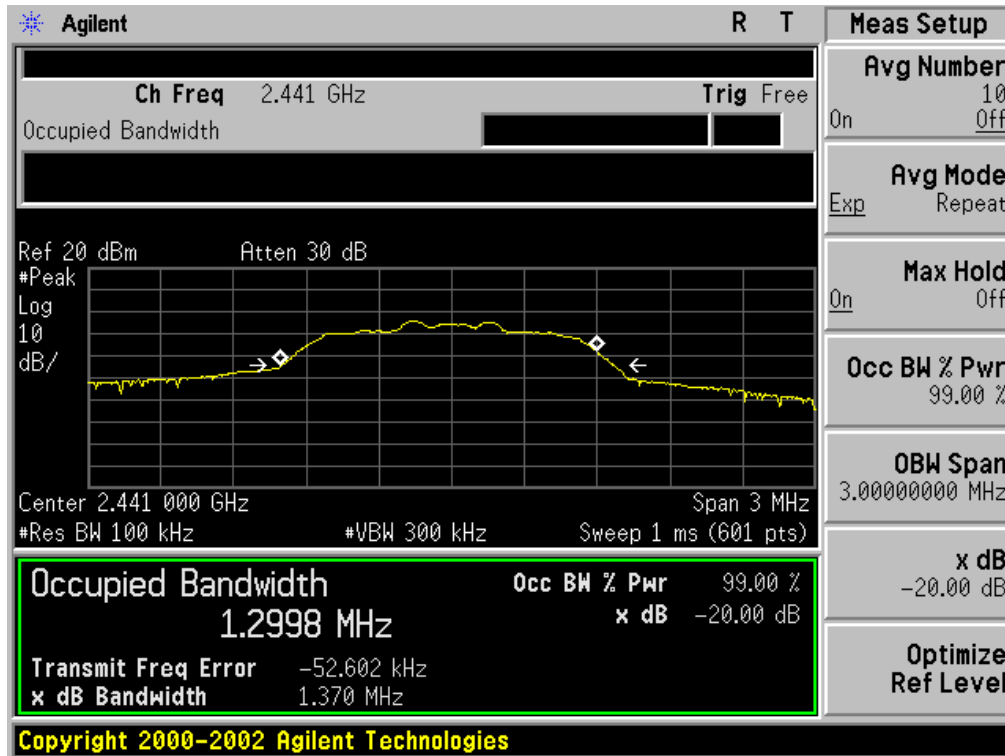 Agilent R T
Ch Freq 2.441 GHz Trig Free
Occupied Bandwidth
Ref 20 dBm Atten 30 dB
#Peak
Log
10
dB/
Center 2.441 000 GHz Span 3 MHz
#Res BW 100 kHz #VBW 300 kHz Sweep 1 ms (601 pts)
Occupied Bandwidth Occ BW % Pwr 99.00 %
1.2998 MHz x dB -20.00 dB
Transmit Freq Error -52.602 kHz
x dB Bandwidth 1.370 MHz
Copyright 2000-2002 Agilent Technologies
Meas Setup
Avg Number
10
On Off
Avg Mode
Exp Repeat
Max Hold
On Off
Occ BW % Pwr
99.00 %
OBW Span
3.00000000 MHz
x dB
-20.00 dB
Optimize
Ref Level